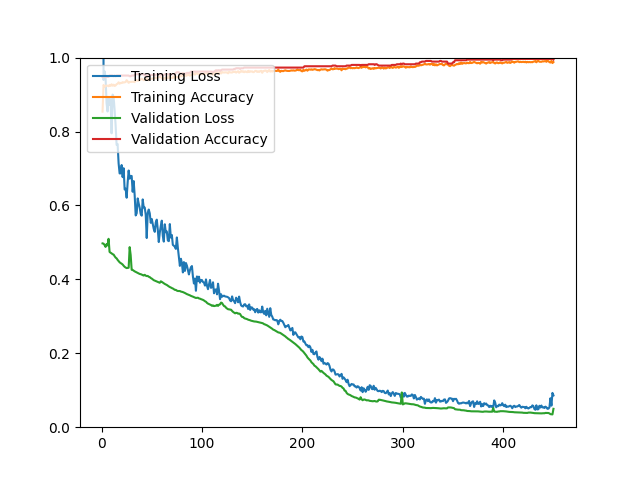 1.0
0.8
0.6
0.4
0.2
0.0
Training Loss
Training Accuracy
Validation Loss
Validation Accuracy
0 100 200 300 400